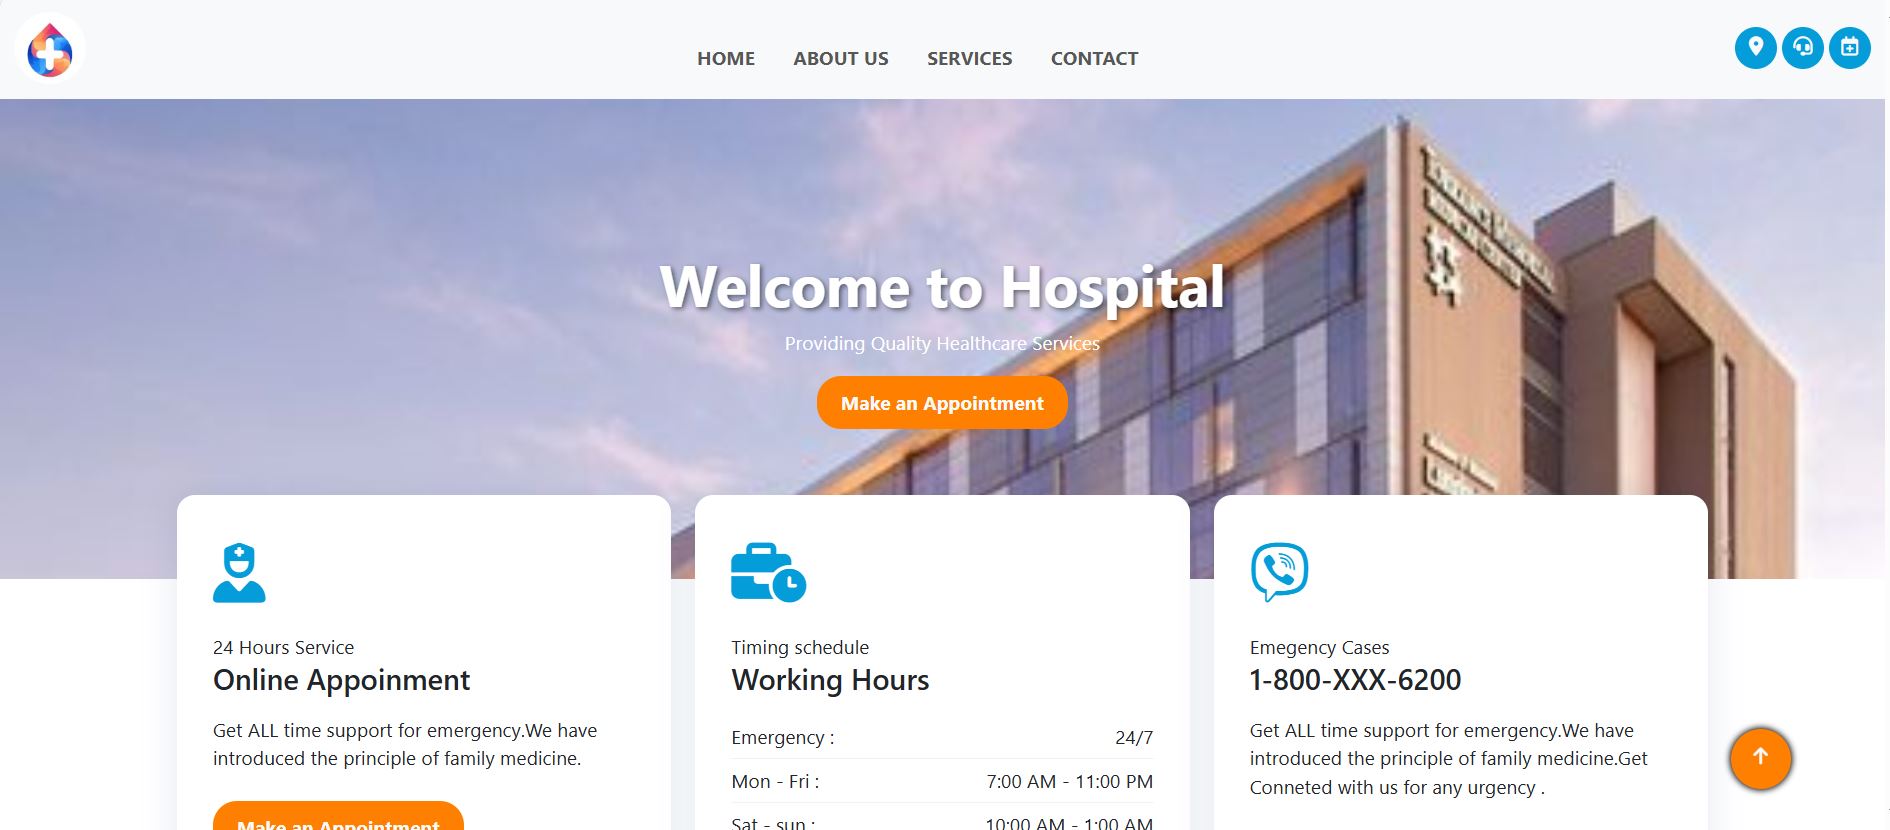 HOME ABOUT US SERVICES CONTACT
Welcome to Hospital
Providing Quality Healthcare Services
Make an Appointment
24 Hours Service
Online Appoinment
Get ALL time support for emergency.We have
introduced the principle of family medicine.
Make an Appointment
Timing schedule
Working Hours
Emergency : 24/7
Mon - Fri : 7:00 AM - 11:00 PM
Sat - sun : 10:00 AM - 1:00 AM
Emegency Cases
1-800-XXX-6200
Get ALL time support for emergency.We have
introduced the principle of family medicine.Get
Conneted with us for any urgency .